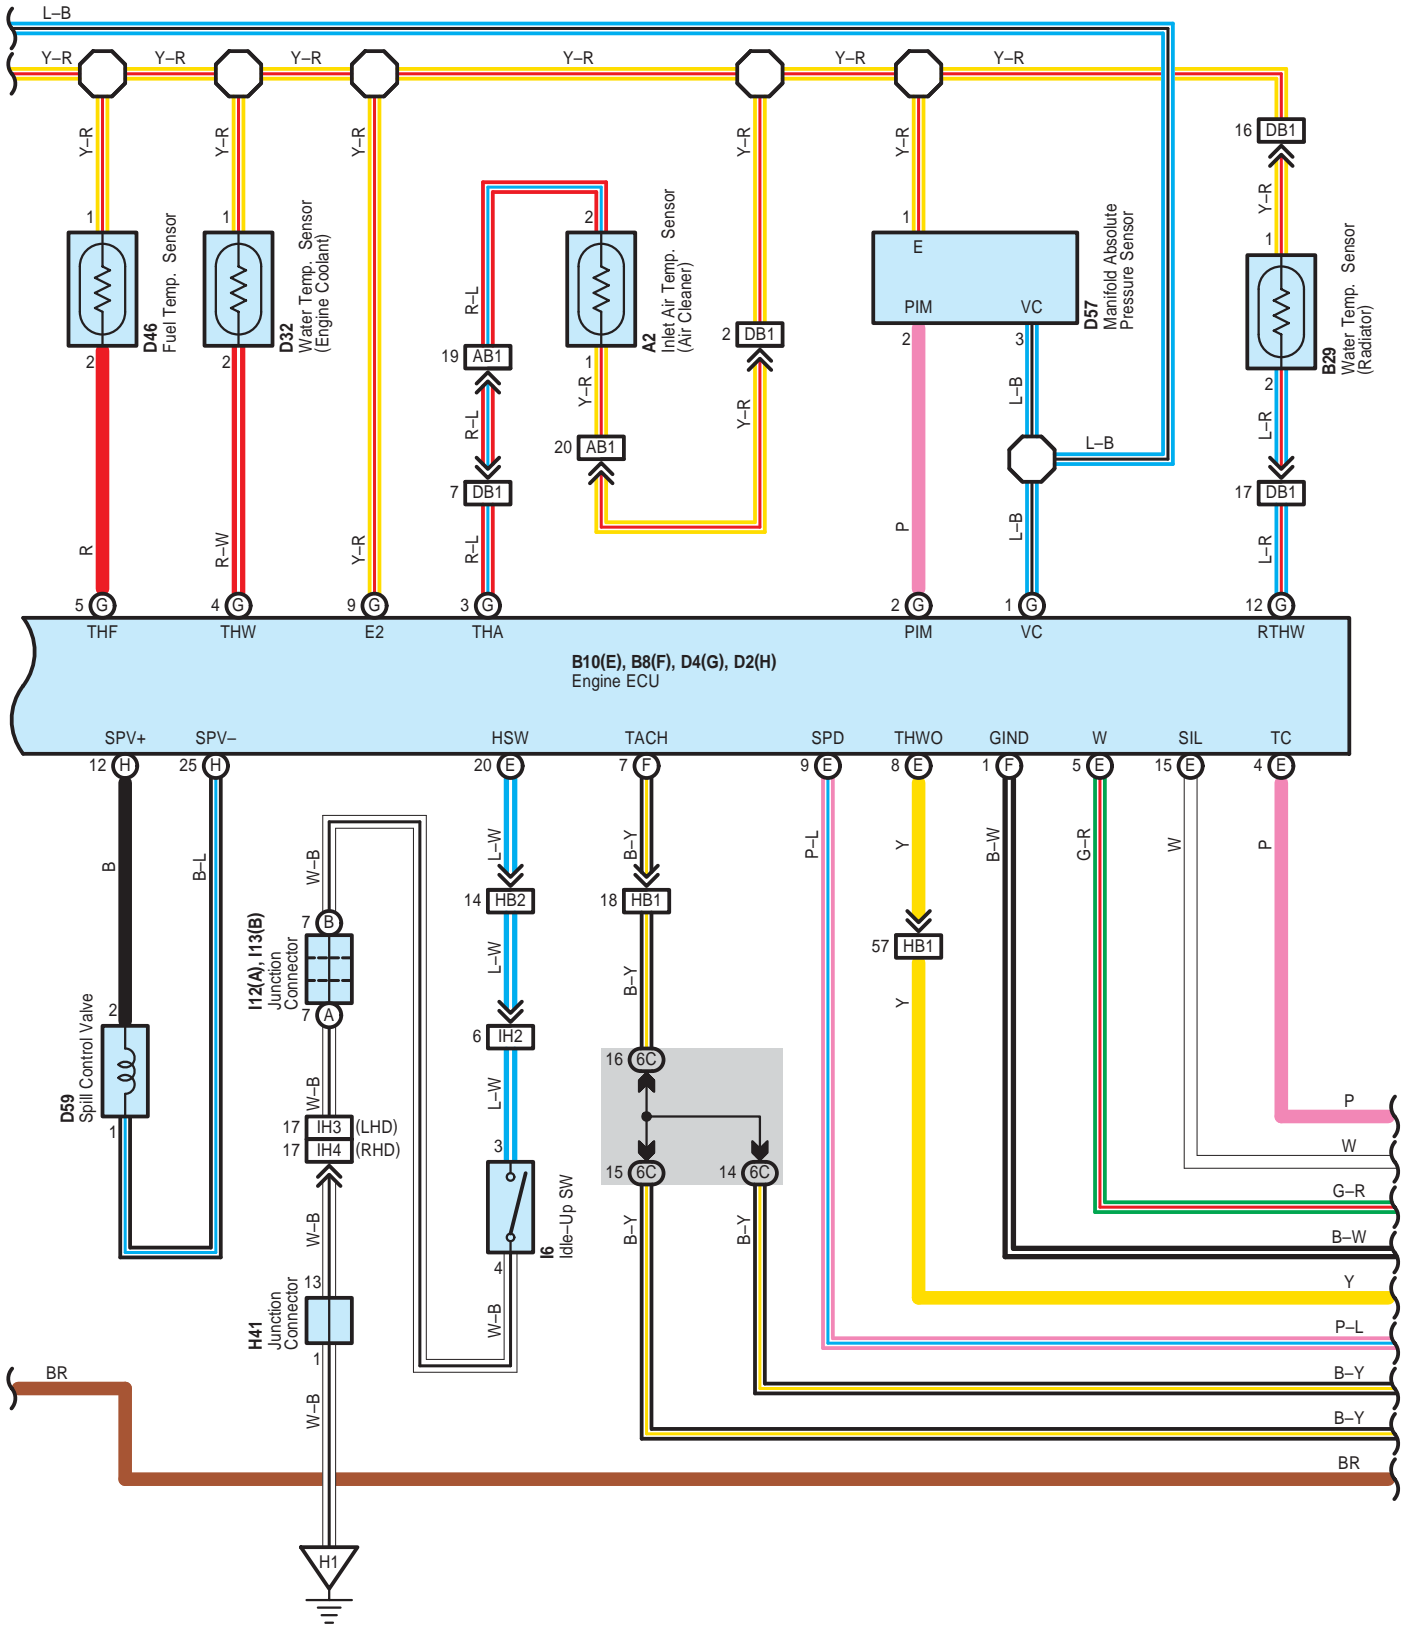 L–B
Y–R Y–R Y–R Y–R Y–R Y–R
Y–R Y–R Y–R Y–R Y–R
16 DB1
Y–R
1 1 2 1 1
D46
Fuel Temp. Sensor
2
D32
Water Temp. Sensor
(Engine Coolant)
2
R–L
19 AB1
R–L
7 DB1
R–L
A2
Inlet Air Temp. Sensor
(Air Cleaner)
1
Y–R
20 AB1
2 DB1
Y–R
E
PIM VC
D57
Manifold Absolute
Pressure Sensor
2 3
L–B
L–B
L–B
P
B29
Water Temp. Sensor
(Radiator)
2
L–R
17 DB1
L–R
R R–W Y–R
5 G 4 G 9 G 3 G 2 G 1 G 12 G
THF THW E2 THA PIM VC RTHW
B10(E), B8(F), D4(G), D2(H)
Engine ECU
SPV+ SPV– HSW TACH SPD THWO GIND W SIL TC
12 H 25 H 20 E 7 F 9 E 8 E 1 F 5 E 15 E 4 E
B B–L W–B L–W B–Y P–L Y B–W G–R W P
14 HB2
18 HB1
7 B
I12(A), I13(B)
Junction
Connector
7 A
L–W
B–Y
57 HB1
Y
2
D59
Spill Control Valve
1
6 IH2
16 6C
W–B
L–W
17 IH3 (LHD)
17 IH4 (RHD)
3
15 6C 14 6C
I6
Idle–Up SW
4
W–B
W–B
B–Y B–Y
13
H41
Junction
Connector
1
W–B
P
W
G–R
B–W
Y
P–L
B–Y
B–Y
BR
BR
H1